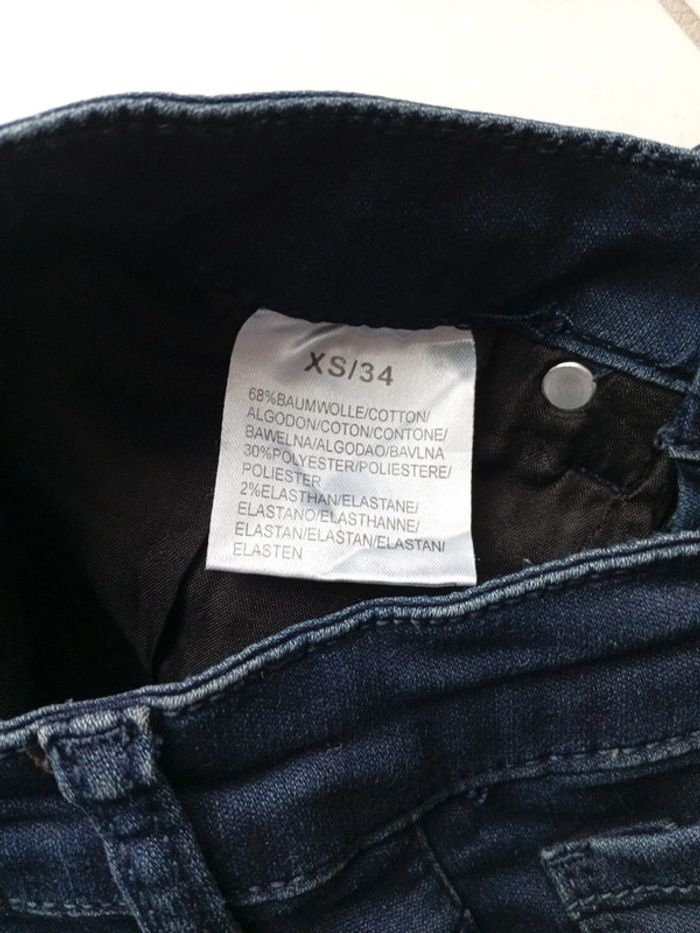 XS/34
68%BAUMWOLLE/COTTON/
ALGODON/COTON/CONTONE/
BAWELNA/ALGODAO/BAVLNA
30%POLYESTER/POLIESTERE/
POLIESTER
2%ELASTHAN/ELASTANE/
ELASTANO/ELASTHANNE/
ELASTAN/ELASTAN/ELASTAN/
ELASTEN